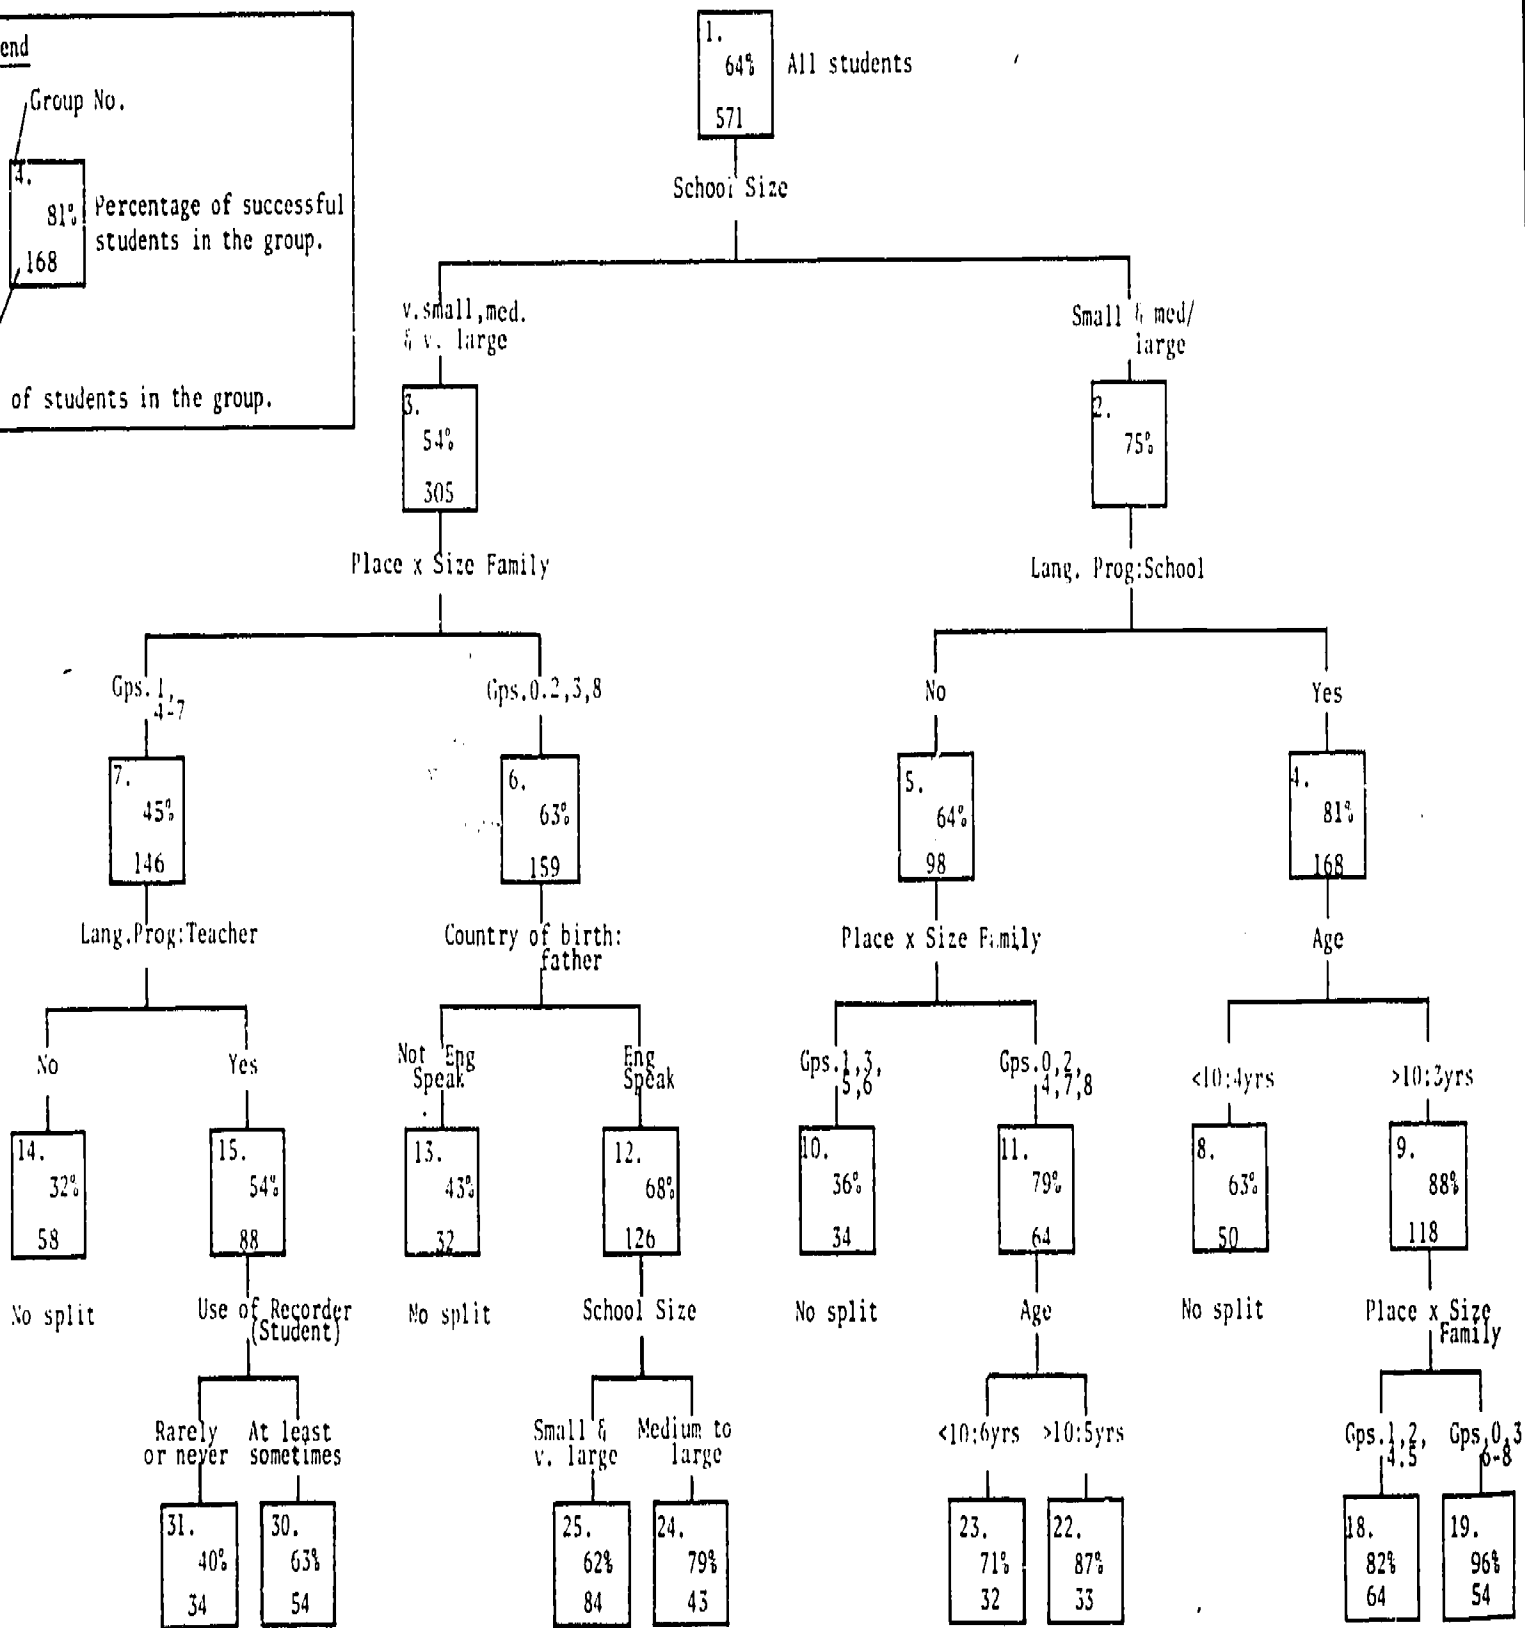 end
Group No.
4.
81%
168
Percentage of successful
students in the group.
of students in the group.
1.
64%
571
All students
School Size
v.small,med.
& v. large
Small & med/
large
3.
54%
305
2.
75%
Place x Size Family
Lang. Prog:School
Gps.1,
4-7
Gps.0.2,3,8
No
Yes
7.
45%
146
6.
63%
159
5.
64%
98
4.
81%
168
Lang.Prog:Teacher
Country of birth:
father
Place x Size Family
Age
No
Yes
Not Eng
Speak
Eng
Speak
Gps.1,3,
5,6
Gps.0,2,
4,7,8
<10:4yrs
>10:3yrs
14.
32%
58
15.
54%
88
13.
43%
32
12.
68%
126
10.
36%
34
11.
79%
64
8.
63%
50
9.
88%
118
No split
Use of Recorder
(Student)
No split
School Size
No split
Age
No split
Place x Size
Family
Rarely
or never
At least
sometimes
Small &
v. large
Medium to
large
<10:6yrs
>10:5yrs
Gps.1,2,
4.5
Gps,0,3
6-8
31.
40%
34
30.
63%
54
25.
62%
84
24.
79%
43
23.
71%
32
22.
87%
33
18.
82%
64
19.
96%
54